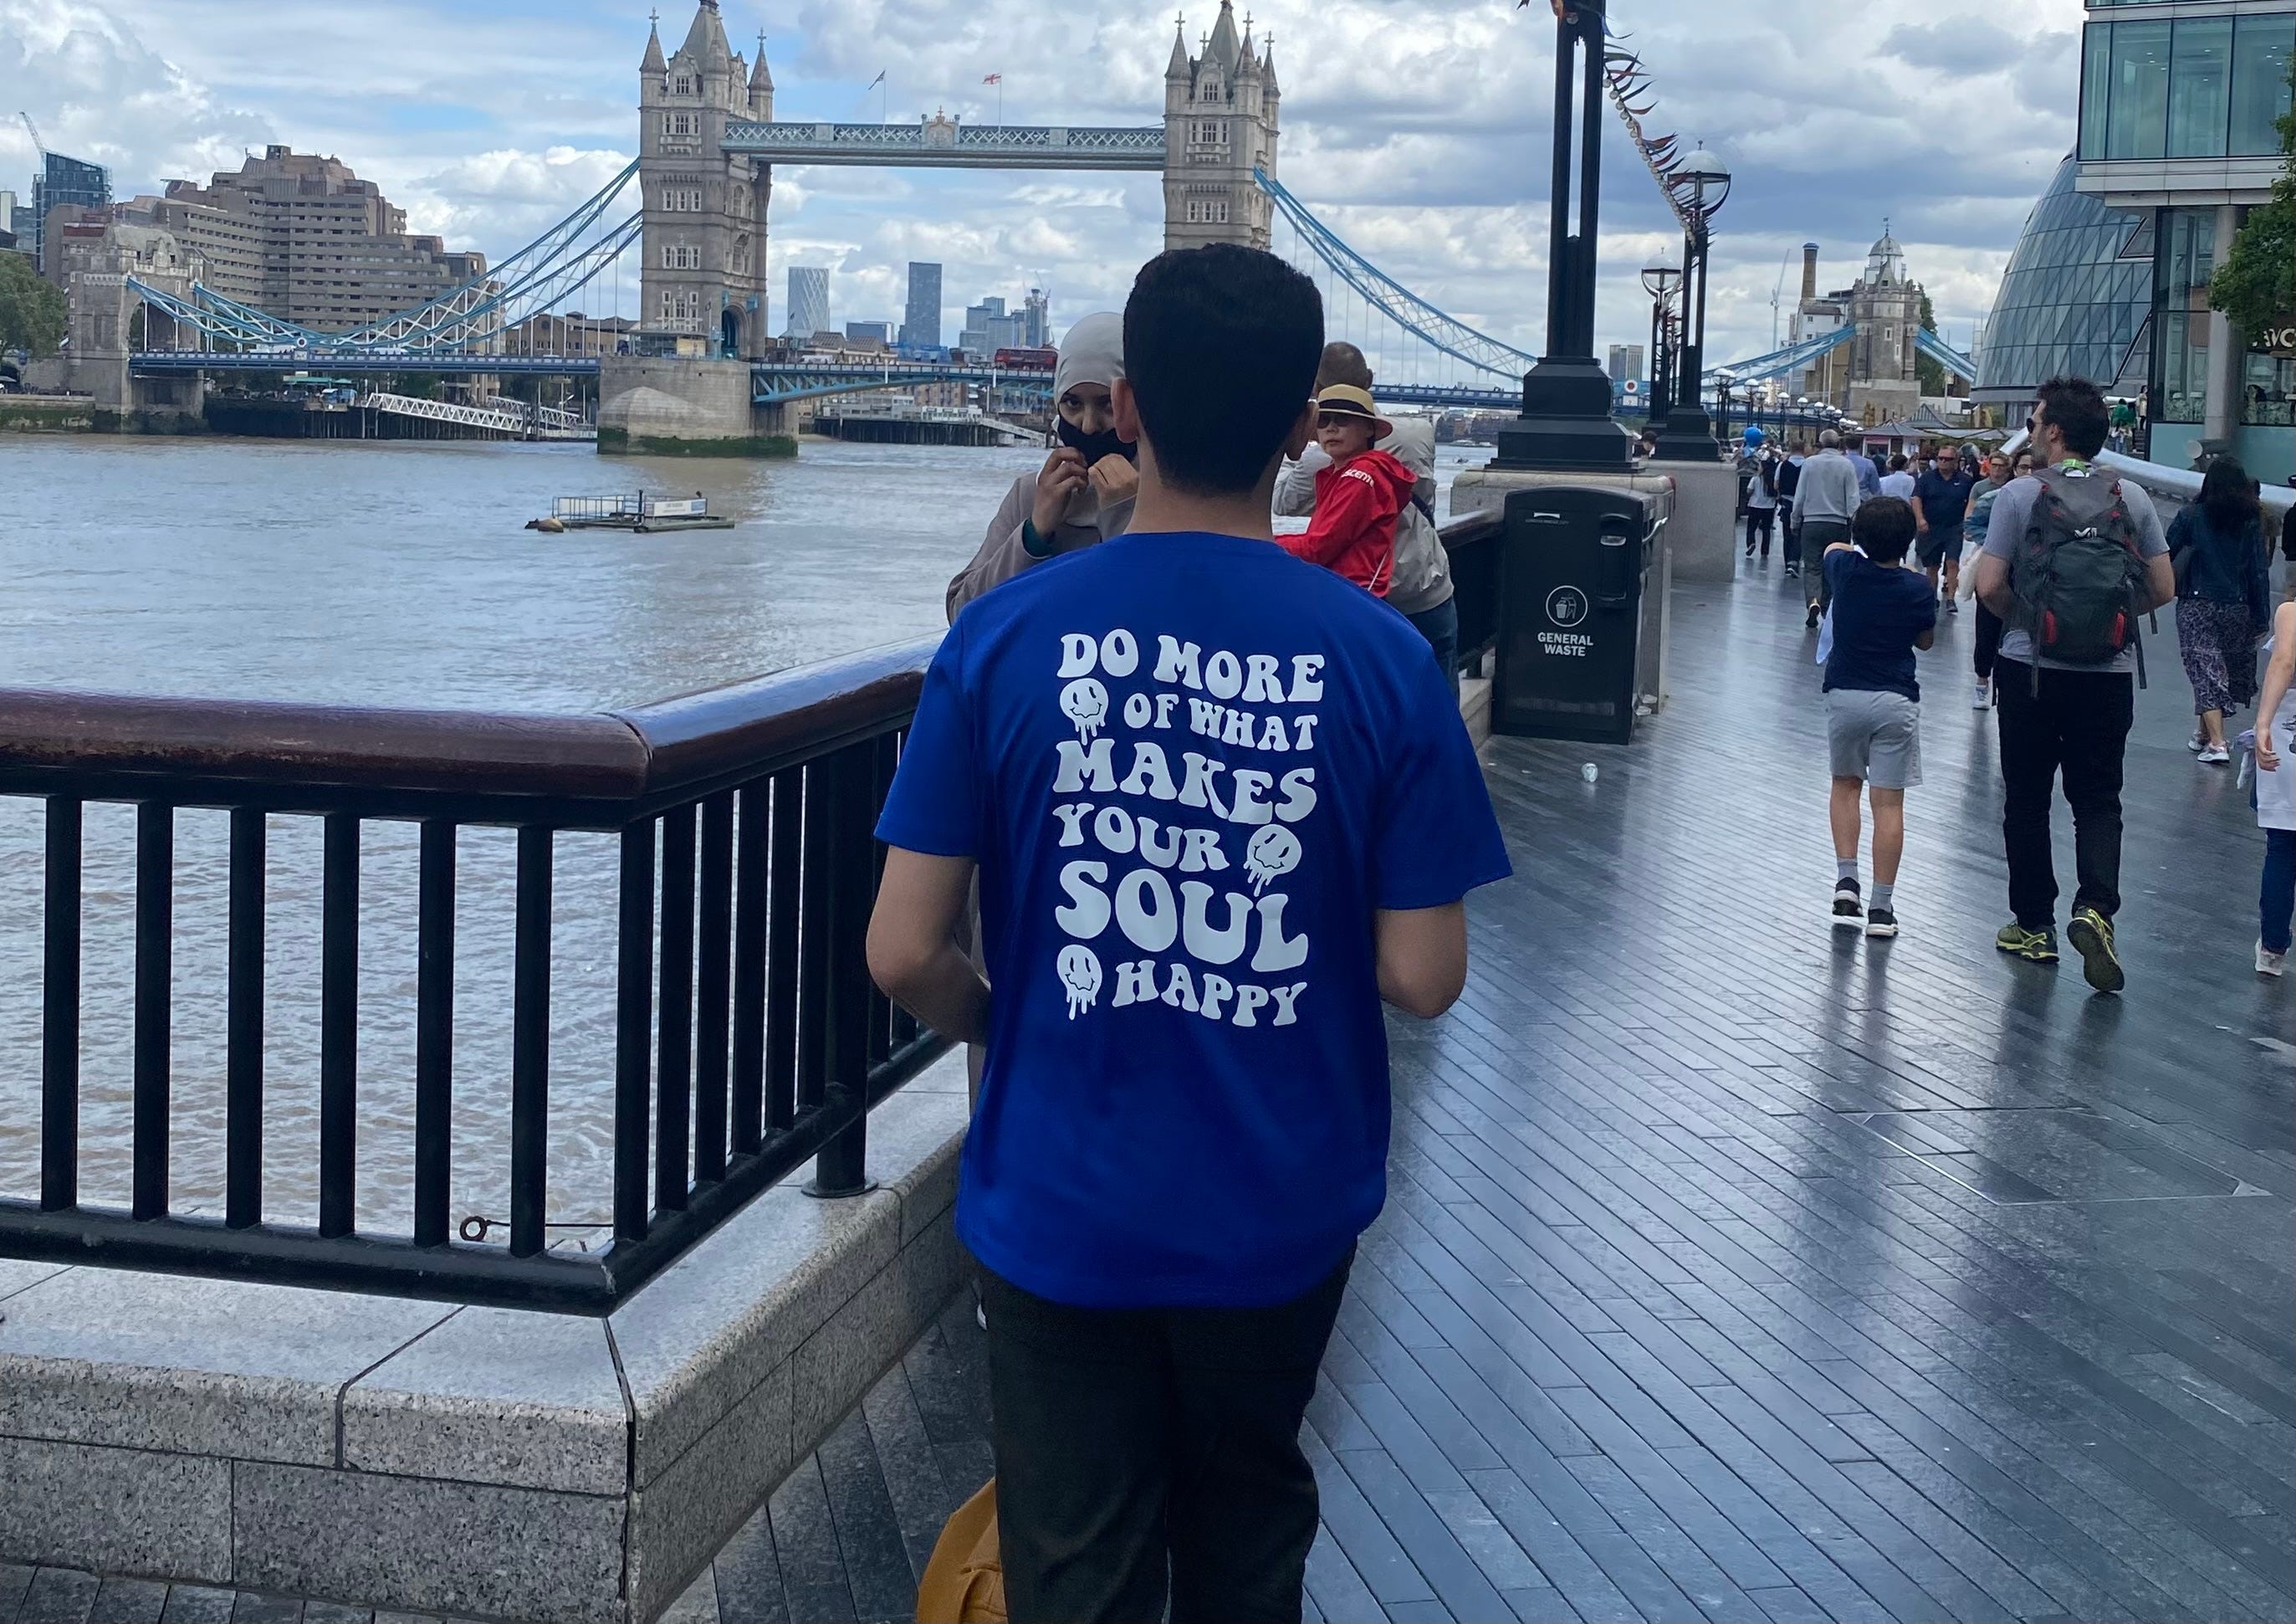 DO MORE
OF WHAT
MAKES
YOUR
SOUL
HAPPY
GENERAL
WASTE